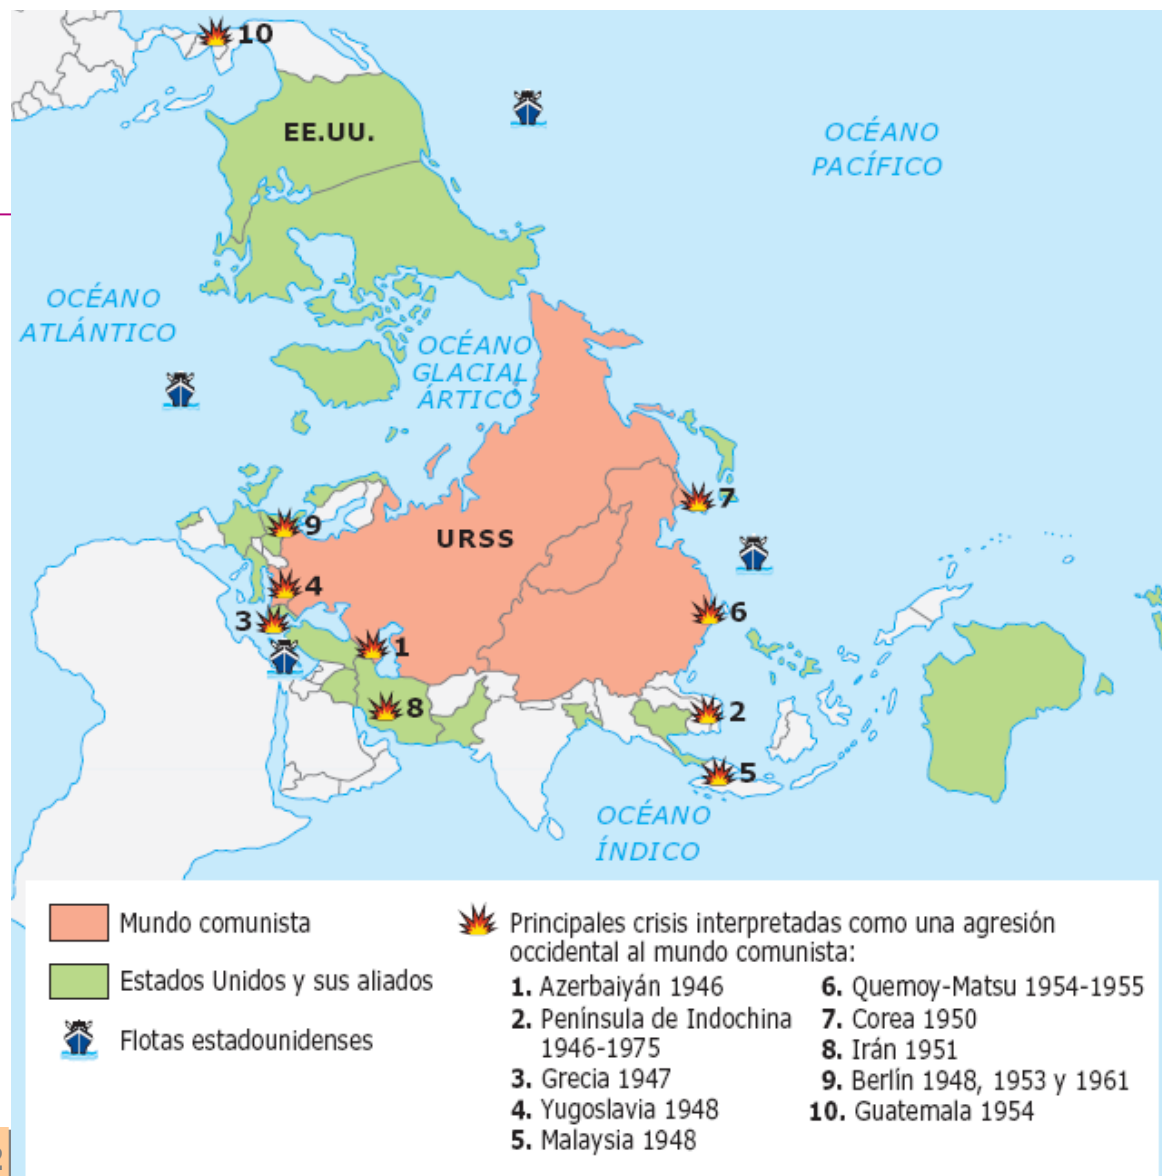 10
EE.UU.
OCÉANO
PACÍFICO
OCÉANO
ATLÁNTICO
OCÉANO
GLACIAL
ÁRTICO
7
9
URSS
4
3
6
1
8
2
5
OCÉANO
ÍNDICO
Mundo comunista
Estados Unidos y sus aliados
Flotas estadounidenses
Principales crisis interpretadas como una agresión
occidental al mundo comunista:
1. Azerbaiyán 1946
2. Península de Indochina
1946-1975
3. Grecia 1947
4. Yugoslavia 1948
5. Malaysia 1948
6. Quemoy-Matsu 1954-1955
7. Corea 1950
8. Irán 1951
9. Berlín 1948, 1953 y 1961
10. Guatemala 1954